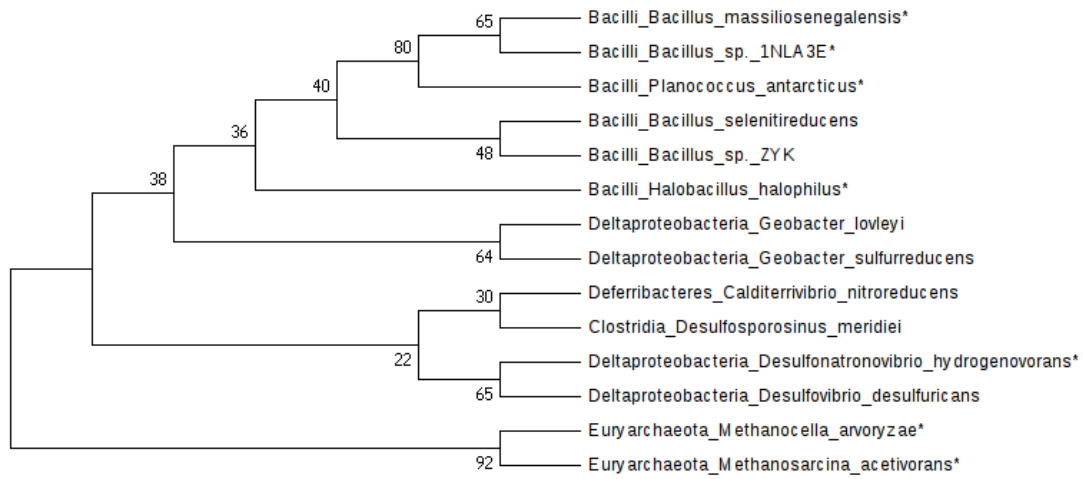 65
Bacilli_Bacillus_massiliosenegalensis*
80
Bacilli_Bacillus_sp._1NLA3E*
40
Bacilli_Planococcus_antarcticus*
36
Bacilli_Bacillus_selenitireducens
48
Bacilli_Bacillus_sp._ZYK
38
Bacilli_Halobacillus_halophilus*
Deltaproteobacteria_Geobacter_lovleyi
64
Deltaproteobacteria_Geobacter_sulfurreducens
30
Deferribacteres_Calditerrivibrio_nitroreducens
Clostridia_Desulfosporosinus_meridiei
22
Deltaproteobacteria_Desulfonatronovibrio_hydrogenovorans*
65
Deltaproteobacteria_Desulfovibrio_desulfuricans
Euryarchaeota_Methanocella_arvoryzae*
92
Euryarchaeota_Methanosarcina_acetivorans*